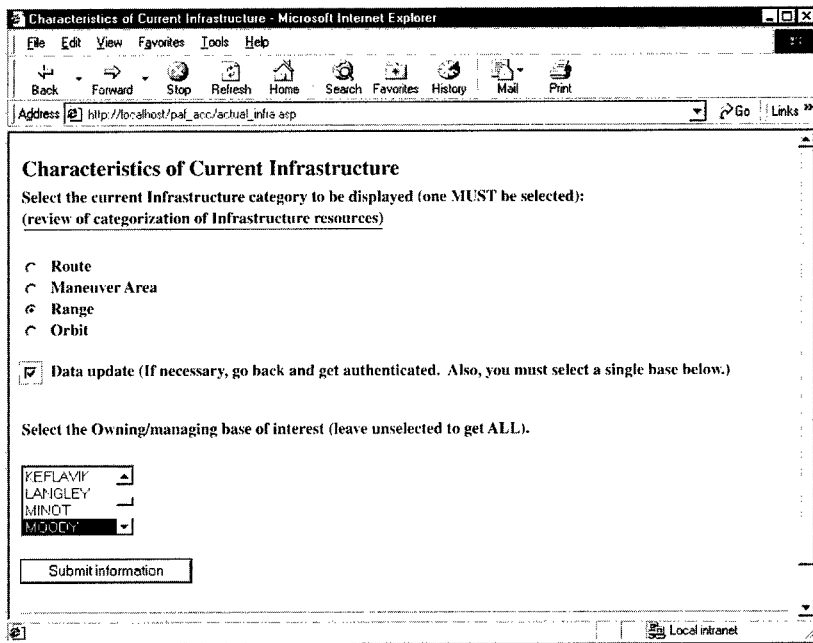 Characteristics of Current Infrastructure - Microsoft Internet Explorer
File Edit View Favorites Tools Help
Back Forward Stop Refresh Home Search Favorites History Mail Print
Address http://localhost/paf_acc/actual_infra.asp Go Links »
Characteristics of Current Infrastructure
Select the current Infrastructure category to be displayed (one MUST be selected):
(review of categorization of Infrastructure resources)
Route
Maneuver Area
Range
Orbit
Data update (If necessary, go back and get authenticated. Also, you must select a single base below.)
Select the Owning/managing base of interest (leave unselected to get ALL).
KEFLAVIK
LANGLEY
MINOT
MOODY
Submit information
Local intranet